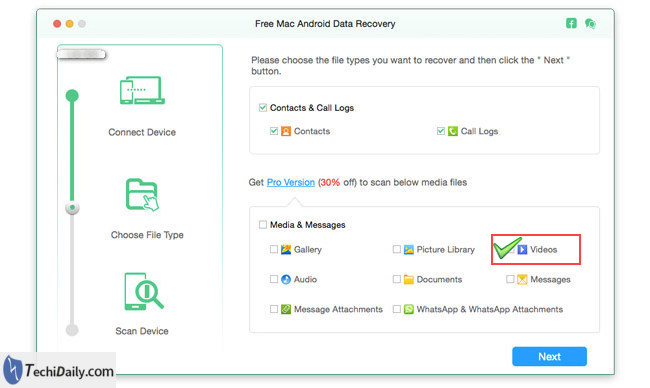 Free Mac Android Data Recovery
Please choose the file types you want to recover and then click the " Next "
button.
Contacts & Call Logs
Contacts
Call Logs
Connect Device
Get Pro Version (30% off) to scan below media files
Choose File Type
Media & Messages
Gallery
Picture Library
Videos
Audio
Documents
Messages
Message Attachments
WhatsApp & WhatsApp Attachments
Scan Device
Next
TechiDaily.com